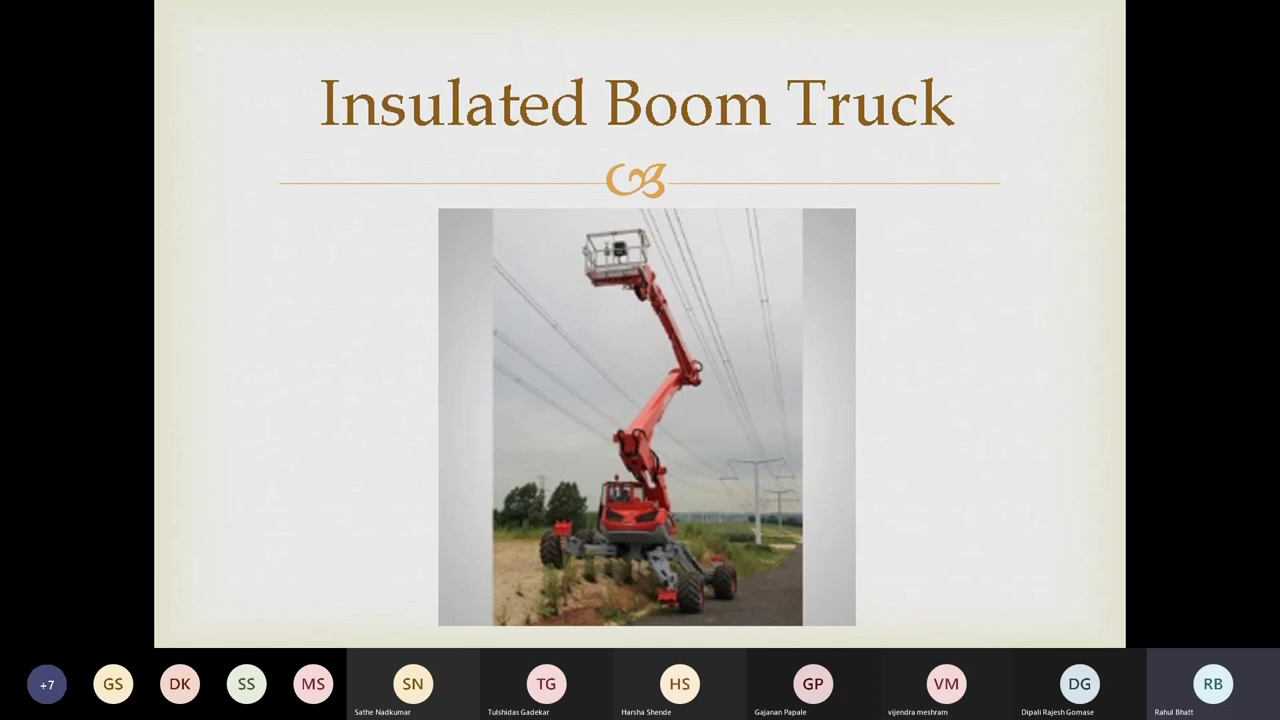 Insulated Boom Truck
+7
GS
DK
SS
MS
SN
TG
HS
GP
VM
DG
RB
Sathe Nadkumar
Tulshidas Gadekar
Harsha Shende
Gajanan Papale
vijendra meshram
Dipali Rajesh Gomase
Rahul Bhatt